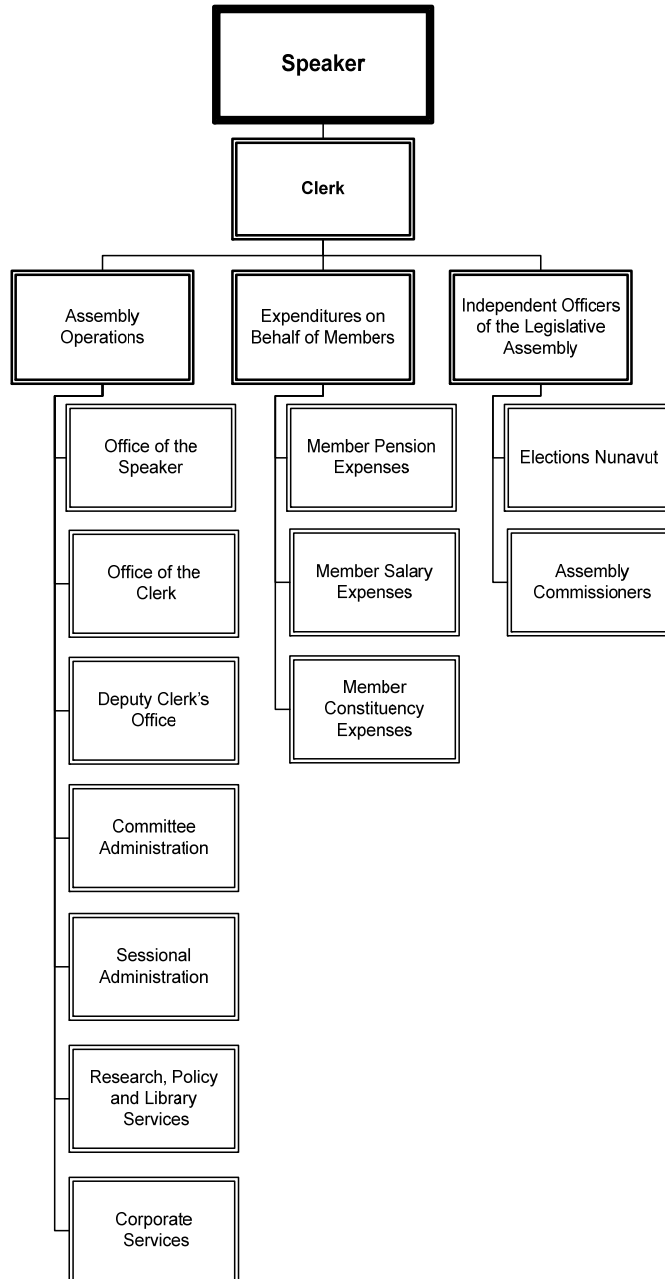 Speaker
Clerk
Assembly
Operations
Expenditures on
Behalf of Members
Independent Officers
of the Legislative
Assembly
Office of the
Speaker
Office of the
Clerk
Deputy Clerk's
Office
Committee
Administration
Sessional
Administration
Research, Policy
and Library
Services
Corporate
Services
Member Pension
Expenses
Member Salary
Expenses
Member
Constituency
Expenses
Elections Nunavut
Assembly
Commissioners